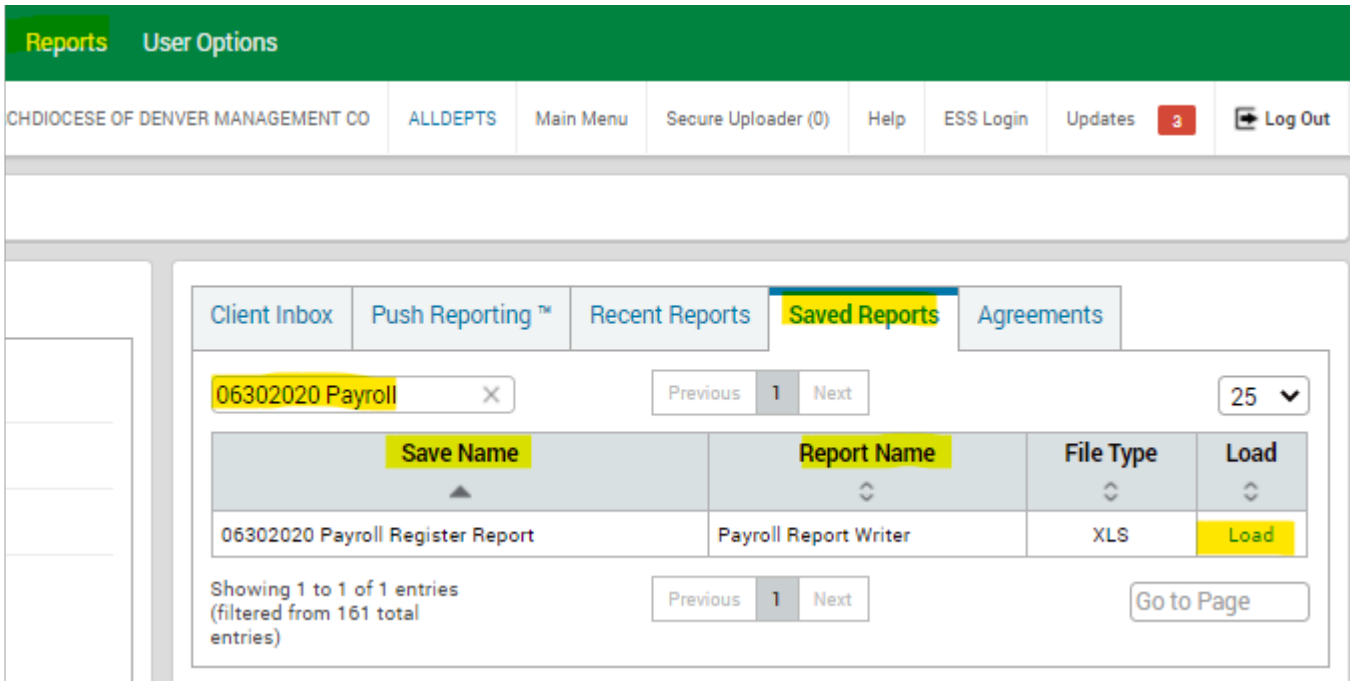 Reports User Options
CHDIOCESE OF DENVER MANAGEMENT CO ALLDEPTS Main Menu Secure Uploader (0) Help ESS Login Updates 3 Log Out
Client Inbox Push Reporting ™ Recent Reports Saved Reports Agreements
06302020 Payroll Previous 1 Next 25
Save Name Report Name File Type Load
06302020 Payroll Register Report Payroll Report Writer XLS Load
Showing 1 to 1 of 1 entries
(filtered from 161 total
entries)
Previous 1 Next Go to Page